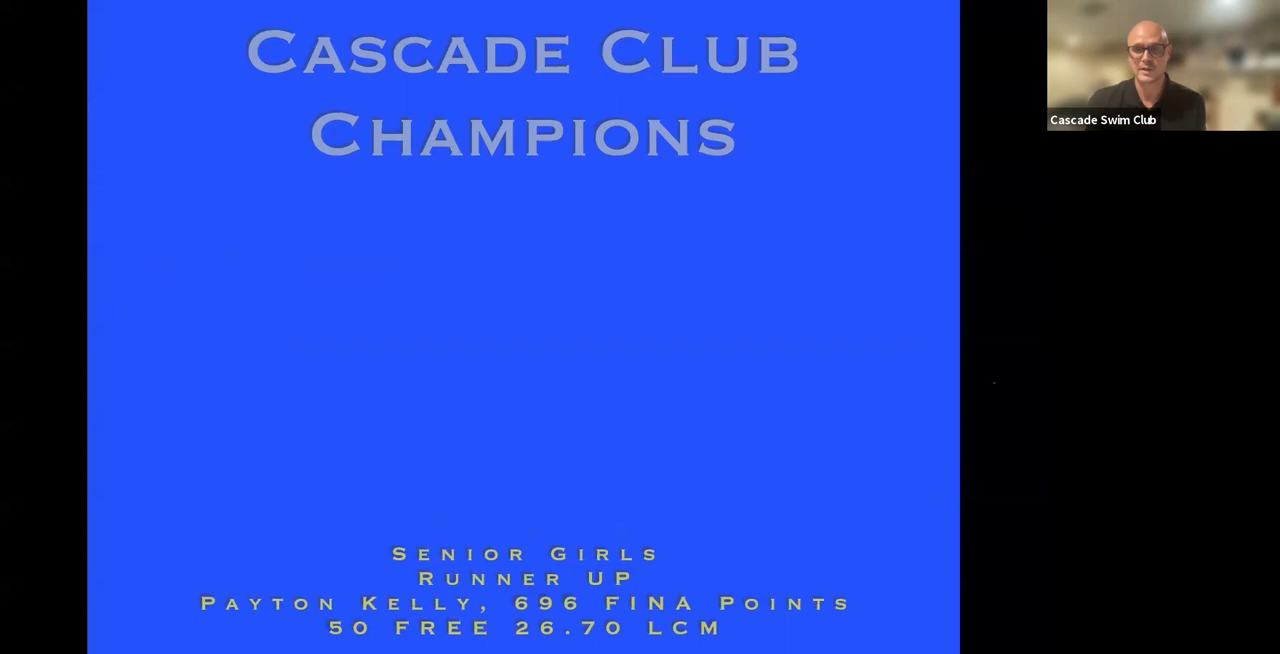 Cascade Club
Champions
Cascade Swim Club
Senior Girls
Runner UP
Payton Kelly, 696 FINA Points
50 FREE 26.70 LCM